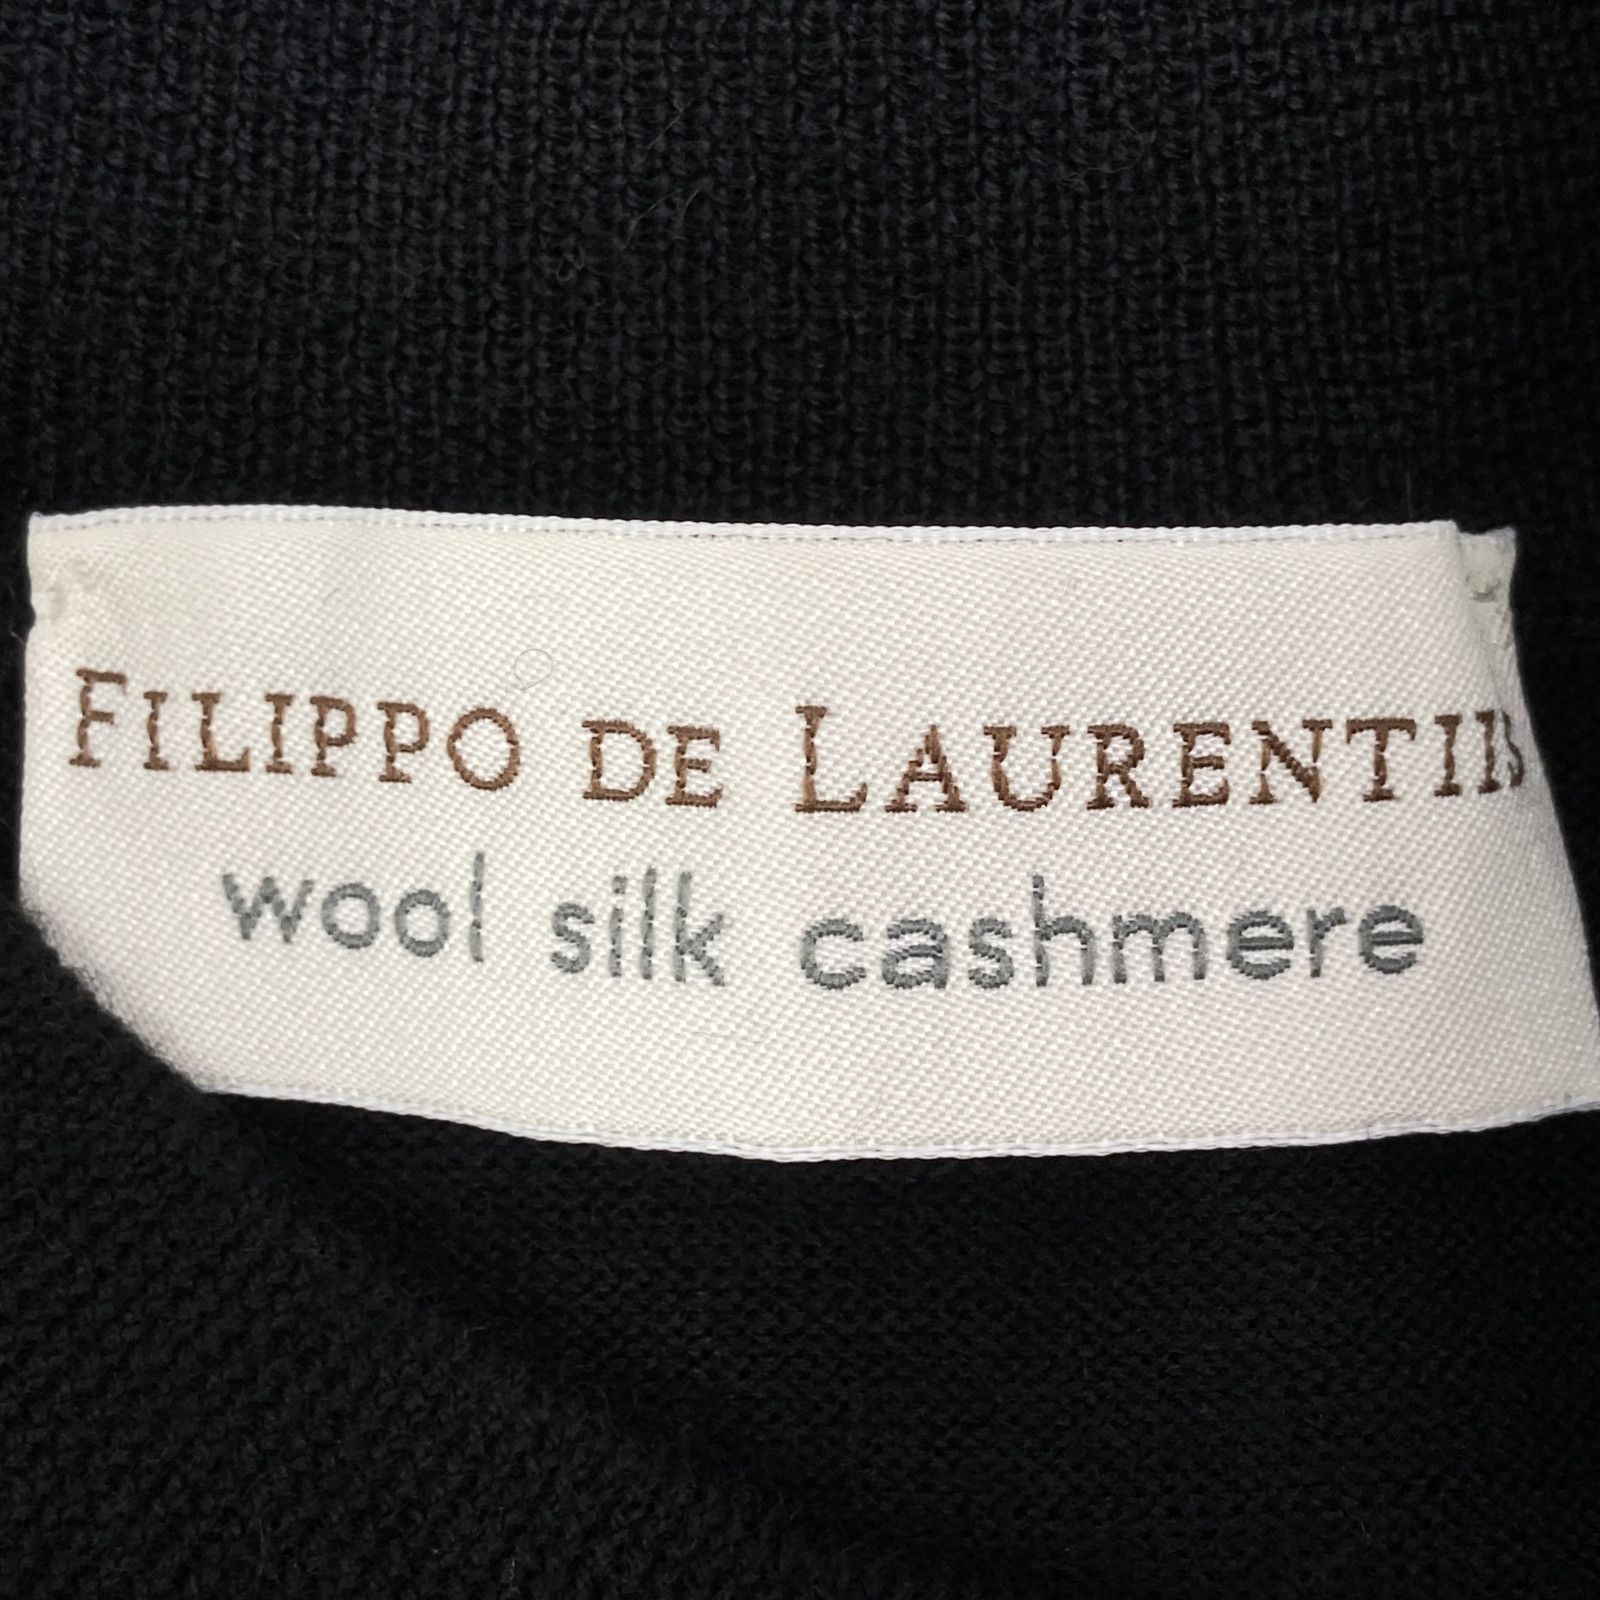 FILIPPO DE LAURENTIIS
wool silk cashmere